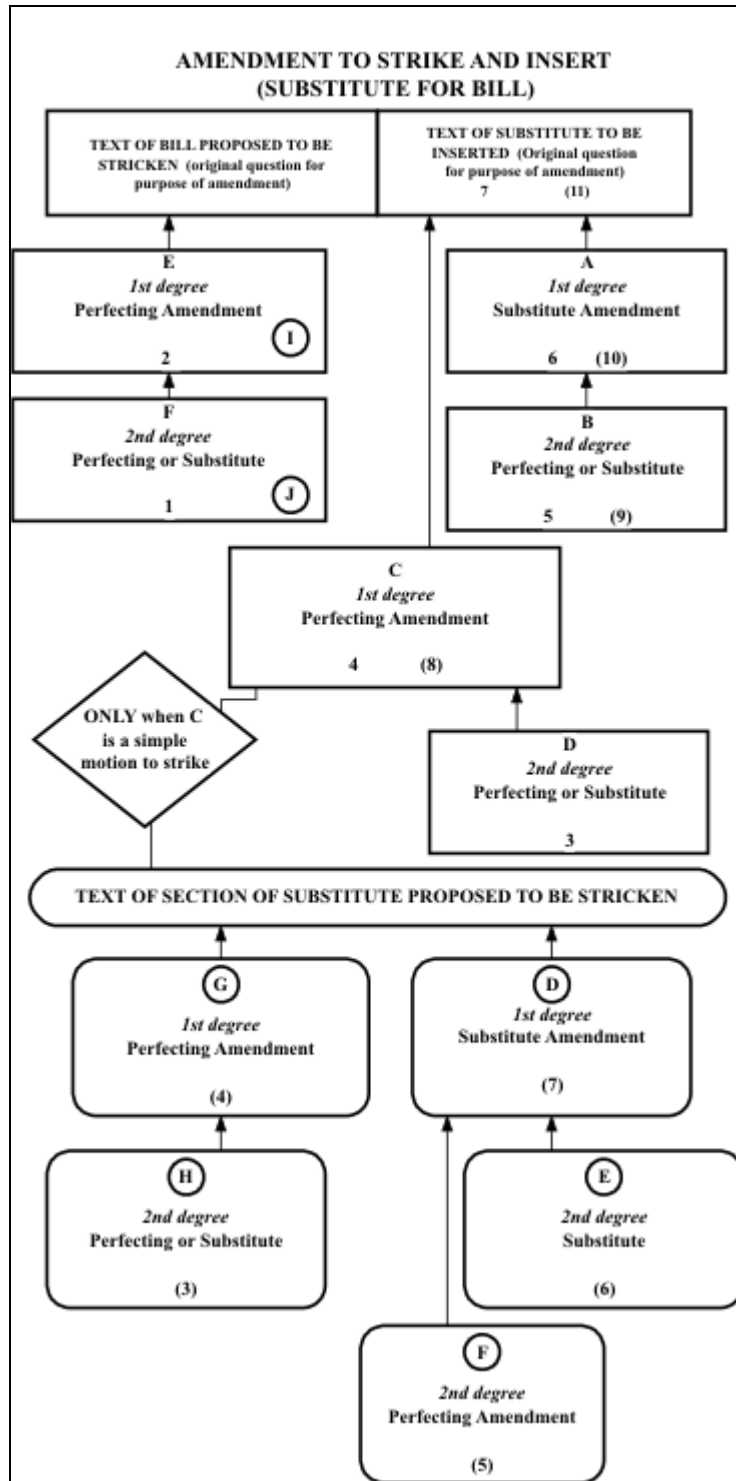 AMENDMENT TO STRIKE AND INSERT
(SUBSTITUTE FOR BILL)
TEXT OF BILL PROPOSED TO BE
STRICKEN (original question for
purpose of amendment)
TEXT OF SUBSTITUTE TO BE
INSERTED (Original question
for purpose of amendment)
7 (11)
E
1st degree
Perfecting Amendment
I
2
A
1st degree
Substitute Amendment
6 (10)
F
2nd degree
Perfecting or Substitute
J
1
B
2nd degree
Perfecting or Substitute
5 (9)
C
1st degree
Perfecting Amendment
4 (8)
ONLY when C
is a simple
motion to strike
D
2nd degree
Perfecting or Substitute
3
TEXT OF SECTION OF SUBSTITUTE PROPOSED TO BE STRICKEN
G
1st degree
Perfecting Amendment
(4)
D
1st degree
Substitute Amendment
(7)
H
2nd degree
Perfecting or Substitute
(3)
E
2nd degree
Substitute
(6)
F
2nd degree
Perfecting Amendment
(5)